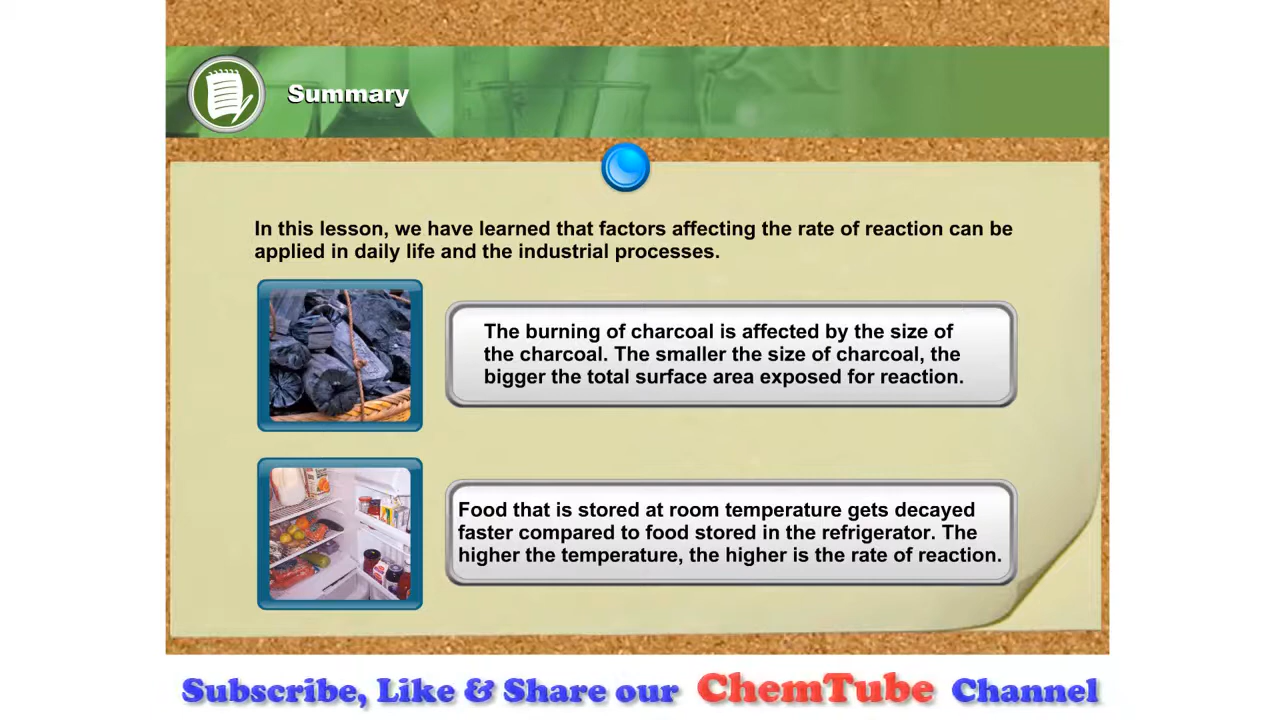 Summary
In this lesson, we have learned that factors affecting the rate of reaction can be
applied in daily life and the industrial processes.
The burning of charcoal is affected by the size of
the charcoal. The smaller the size of charcoal, the
bigger the total surface area exposed for reaction.
Food that is stored at room temperature gets decayed
faster compared to food stored in the refrigerator. The
higher the temperature, the higher is the rate of reaction.
Subscribe, Like & Share our ChemTube Channel